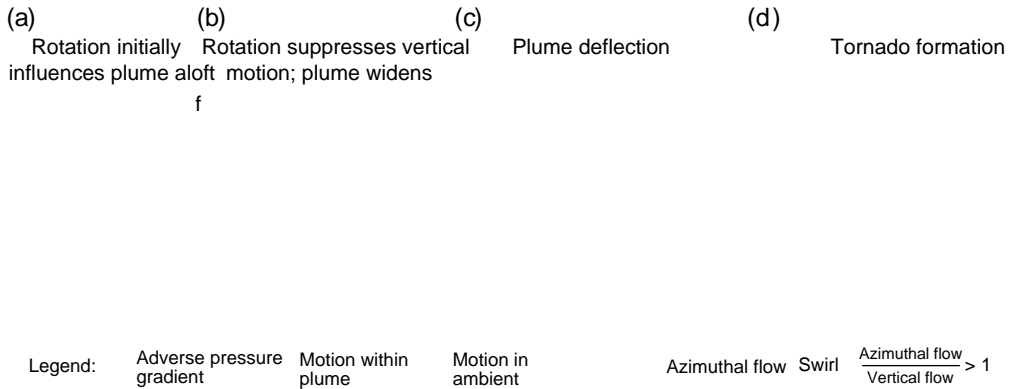 (a)
Rotation initially
influences plume aloft
(b)
Rotation suppresses vertical
motion; plume widens
f
(c)
Plume deflection
(d)
Tornado formation
Legend:
Adverse pressure
gradient
Motion within
plume
Motion in
ambient
Azimuthal flow
Swirl
Azimuthal flow
Vertical flow
> 1